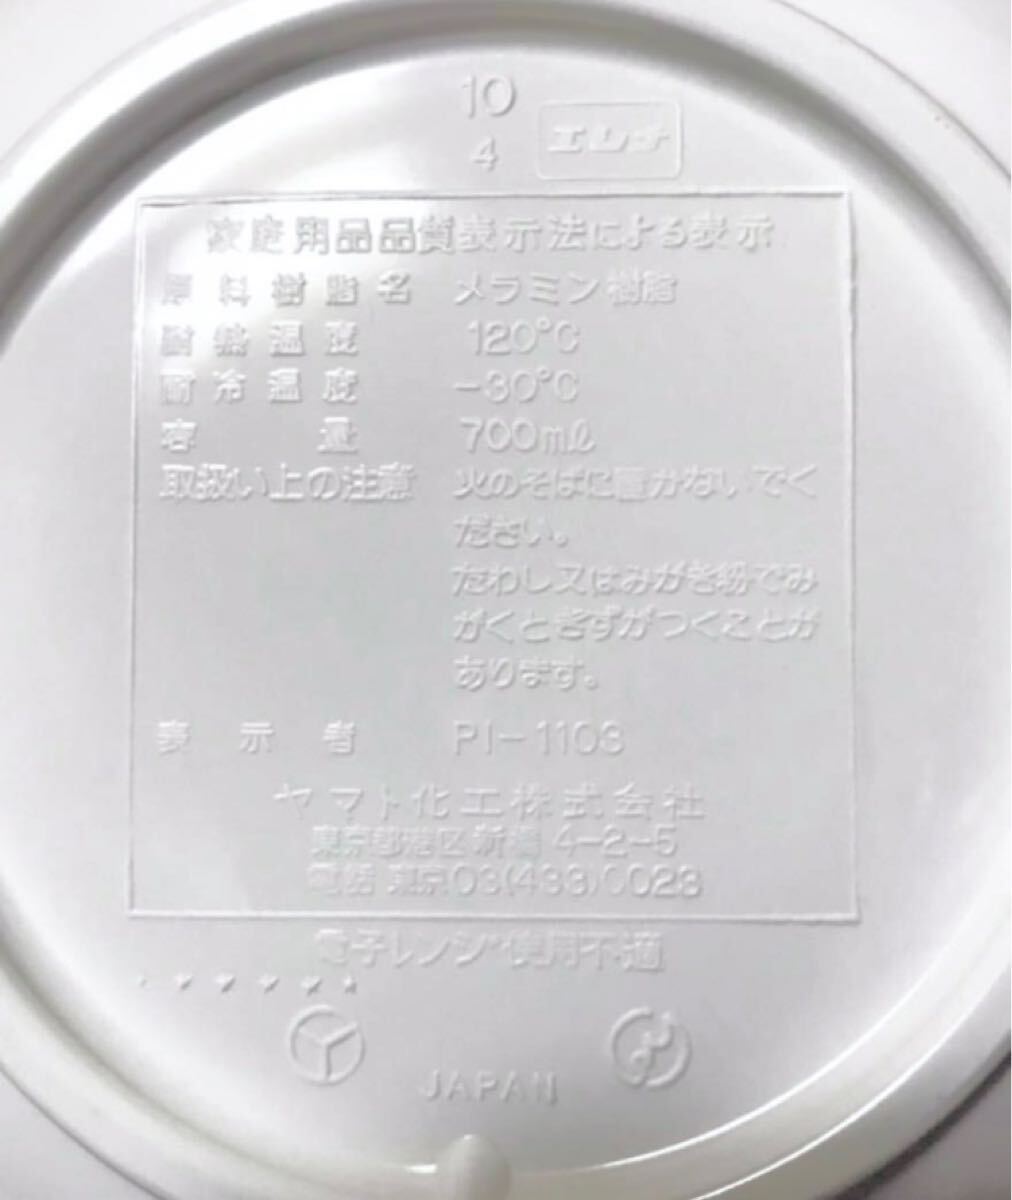 10
4 エレナ
家庭用品品質表示法による表示
原料樹脂名 メラミン樹脂
耐熱温度 120°C
耐冷温度 -30°C
容量 700ml
取扱い上の注意 火のそばに置かないでく
ださい。
たわし又はみがき粉でみ
がくときずがつくことが
あります。
表示者 PI-1103
ヤマト化工株式会社
東京都港区新橋 4-2-5
電話 東京03(433)0023
電子レンジ使用不適
JAPAN